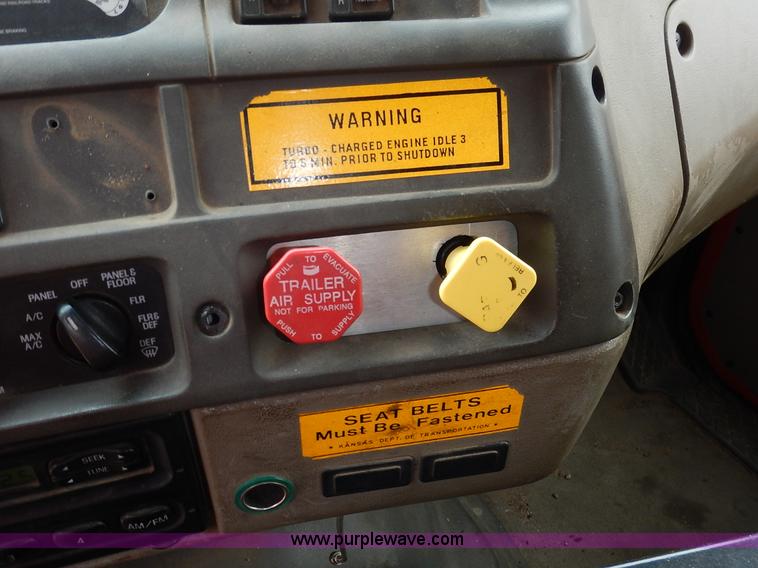 WARNING
TURBO - CHARGED ENGINE IDLE 3
TO 5 MIN. PRIOR TO SHUTDOWN
PULL TO EVACUATE
TRAILER
AIR SUPPLY
NOT FOR PARKING
PUSH TO SUPPLY
TO RELEASE
PANEL
OFF
PANEL &
FLOOR
A/C
FLR
MAX
A/C
FLR &
DEF
DEF
SEAT BELTS
Must Be Fastened
• KANSAS DEPT. OF TRANSPORTATION •
SEEK
TUNE
AM/FM
www.purplewave.com